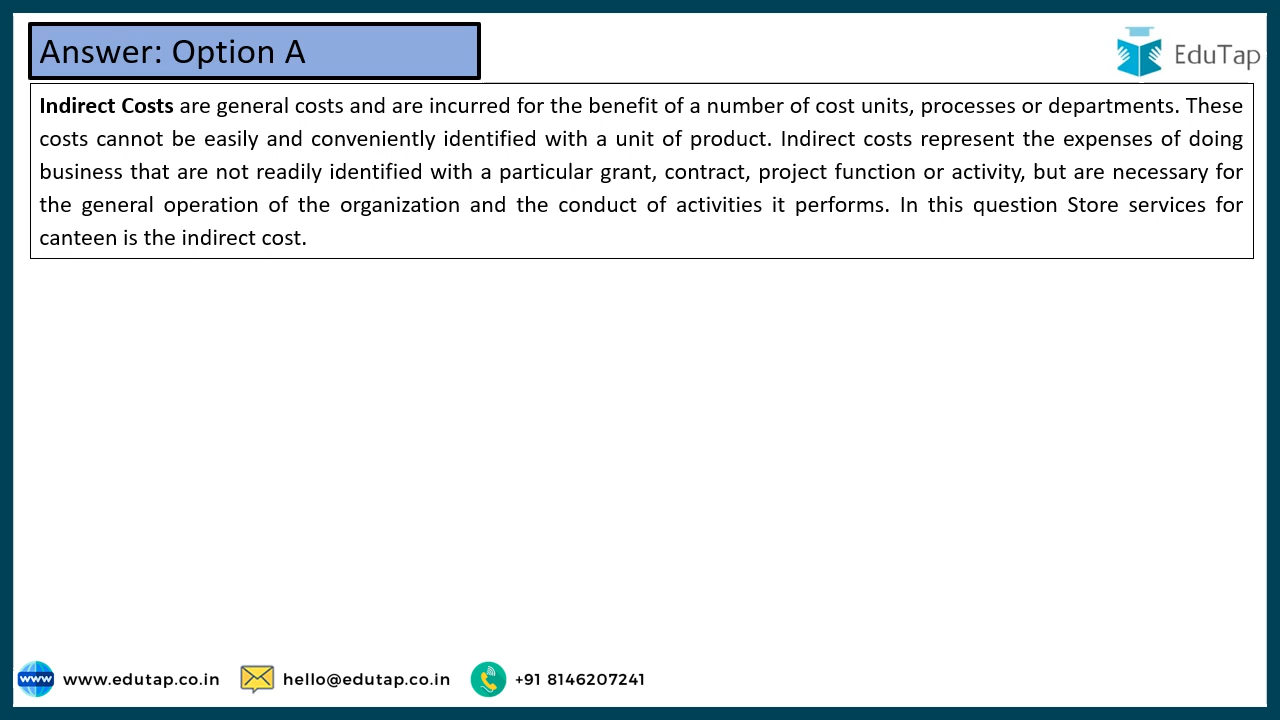 Answer: Option A
EduTap
Indirect Costs are general costs and are incurred for the benefit of a number of cost units, processes or departments. These
costs cannot be easily and conveniently identified with a unit of product. Indirect costs represent the expenses of doing
business that are not readily identified with a particular grant, contract, project function or activity, but are necessary for
the general operation of the organization and the conduct of activities it performs. In this question Store services for
canteen is the indirect cost.
www www.edutap.co.in hello@edutap.co.in +91 8146207241